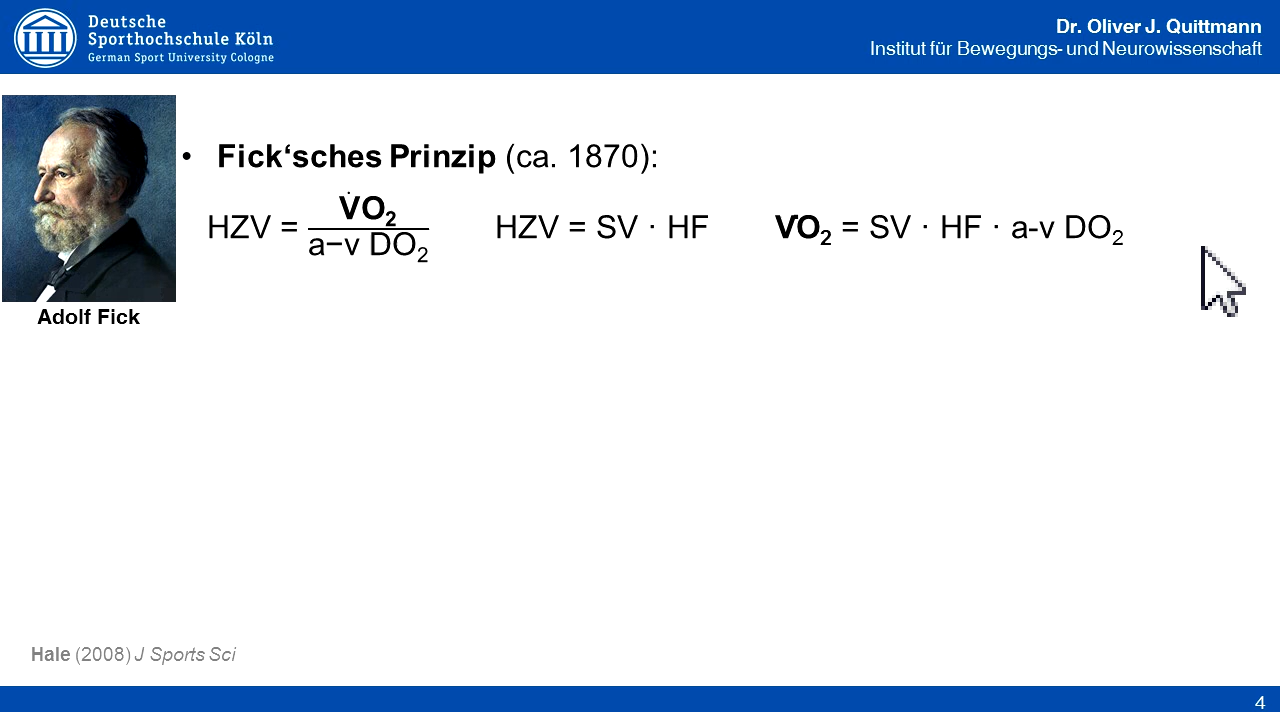 Deutsche
Sporthochschule Köln
German Sport University Cologne
Dr. Oliver J. Quittmann
Institut für Bewegungs- und Neurowissenschaft
• Fick‘sches Prinzip (ca. 1870):
HZV = V̇O₂ / a−v DO₂ HZV = SV · HF V̇O₂ = SV · HF · a-v DO₂
Adolf Fick
Hale (2008) J Sports Sci
4